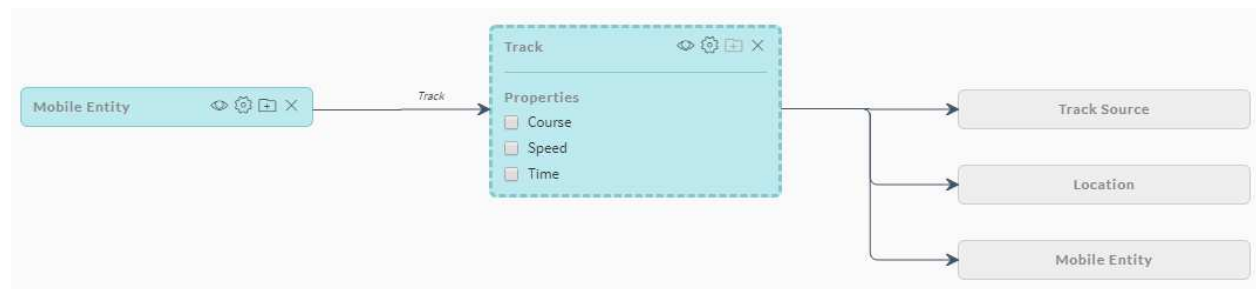 Mobile Entity
Track
Track
Properties
Course
Speed
Time
Track Source
Location
Mobile Entity